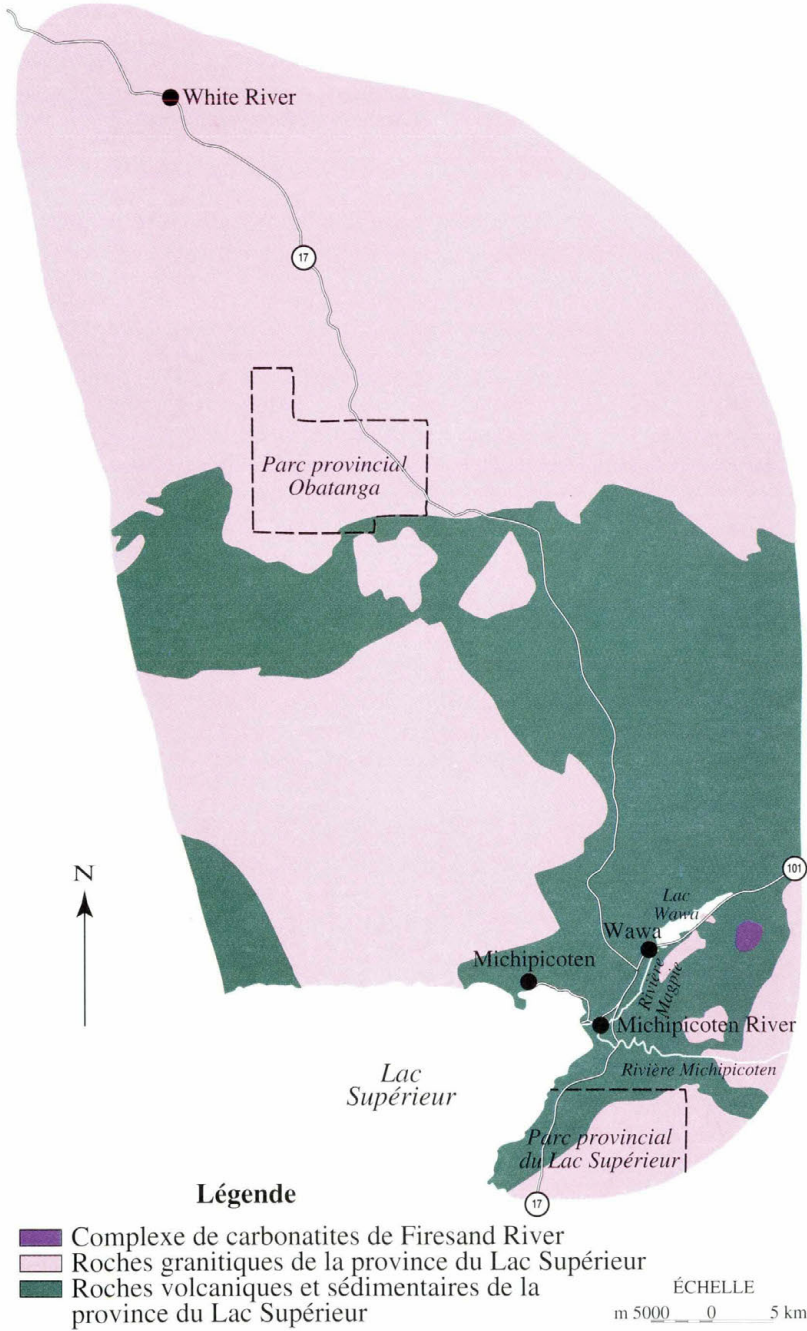 White River
17
Parc provincial
Obatanga
N
101
Lac
Wawa
Wawa
Michipicoten
Rivière
Magpie
Michipicoten River
Rivière Michipicoten
Lac
Supérieur
Parc provincial
du Lac Supérieur
17
Légende
Complexe de carbonatites de Firesand River
Roches granitiques de la province du Lac Supérieur
Roches volcaniques et sédimentaires de la
province du Lac Supérieur
ÉCHELLE
m 5000 0 5 km